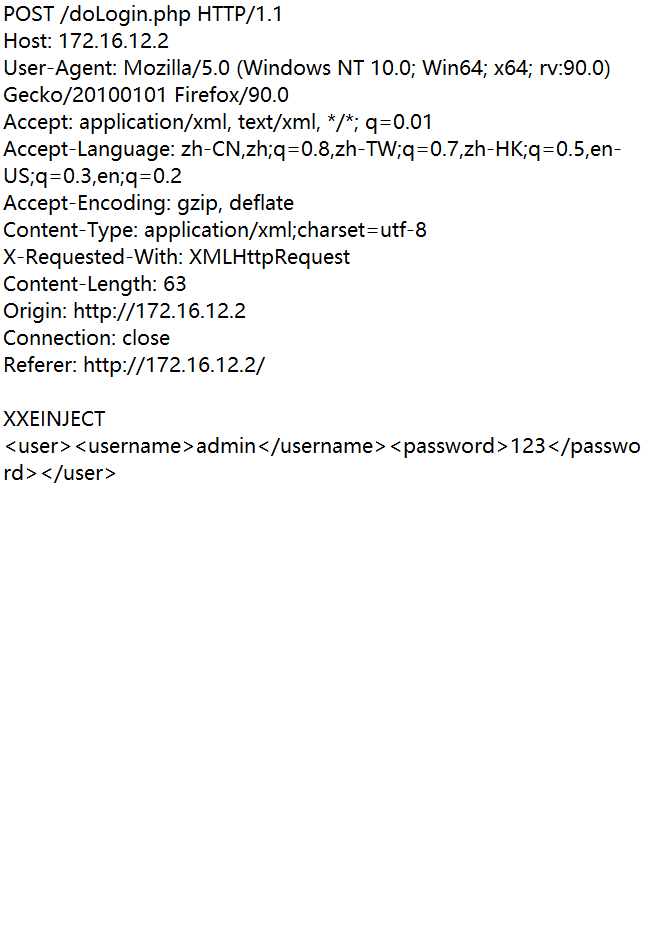 POST /doLogin.php HTTP/1.1
Host: 172.16.12.2
User-Agent: Mozilla/5.0 (Windows NT 10.0; Win64; x64; rv:90.0)
Gecko/20100101 Firefox/90.0
Accept: application/xml, text/xml, */*; q=0.01
Accept-Language: zh-CN,zh;q=0.8,zh-TW;q=0.7,zh-HK;q=0.5,en-
US;q=0.3,en;q=0.2
Accept-Encoding: gzip, deflate
Content-Type: application/xml;charset=utf-8
X-Requested-With: XMLHttpRequest
Content-Length: 63
Origin: http://172.16.12.2
Connection: close
Referer: http://172.16.12.2/

XXEINJECT
<user><username>admin</username><password>123</passwo
rd></user>